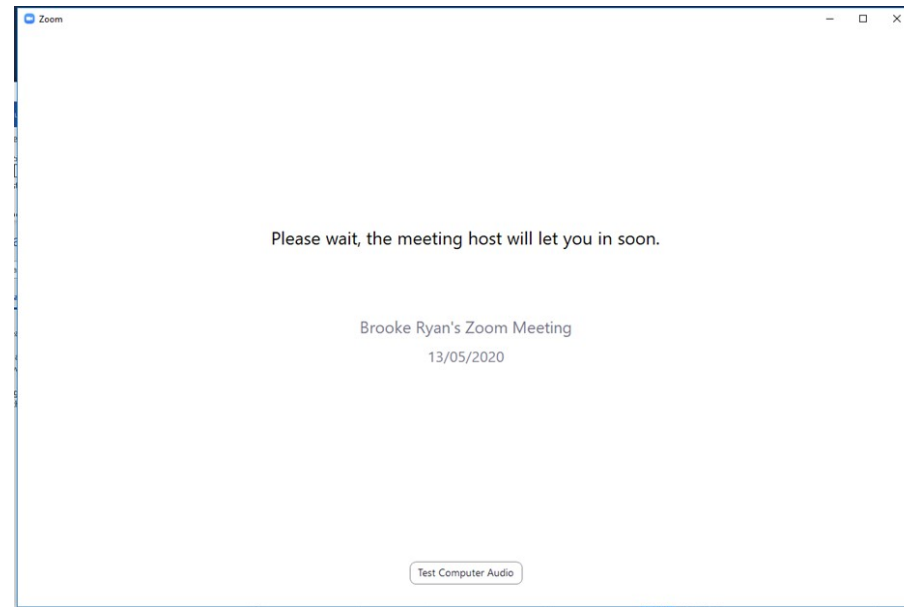 Zoom
Please wait, the meeting host will let you in soon.
Brooke Ryan's Zoom Meeting
13/05/2020
Test Computer Audio